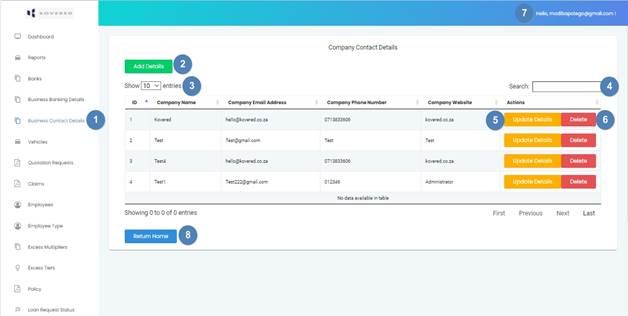 KOVERED
7
Hello, modibapotego@gmail.com !
Dashboard
Reports
Banks
Business Banking Details
Business Contact Details
1
Vehicles
Quotation Requests
Claims
Employees
Employee Type
Excess Multipliers
Excess Tiers
Policy
Loan Request Status
Company Contact Details
Add Details
2
Show 10 entries
3
Search:
4
ID Company Name Company Email Address Company Phone Number Company Website Actions
1 Kovered hello@kovered.co.za 0713833606 kovered.co.za 5 Update Details Delete 6
2 Test Test@gmail.com Test Test Update Details Delete
3 Test4 hello@kovered.co.za 0713833606 kovered.co.za Update Details Delete
4 Test1 Test222@gmail.com 012346 Administrator Update Details Delete
No data available in table
Showing 0 to 0 of 0 entries
First Previous Next Last
Return Home
8